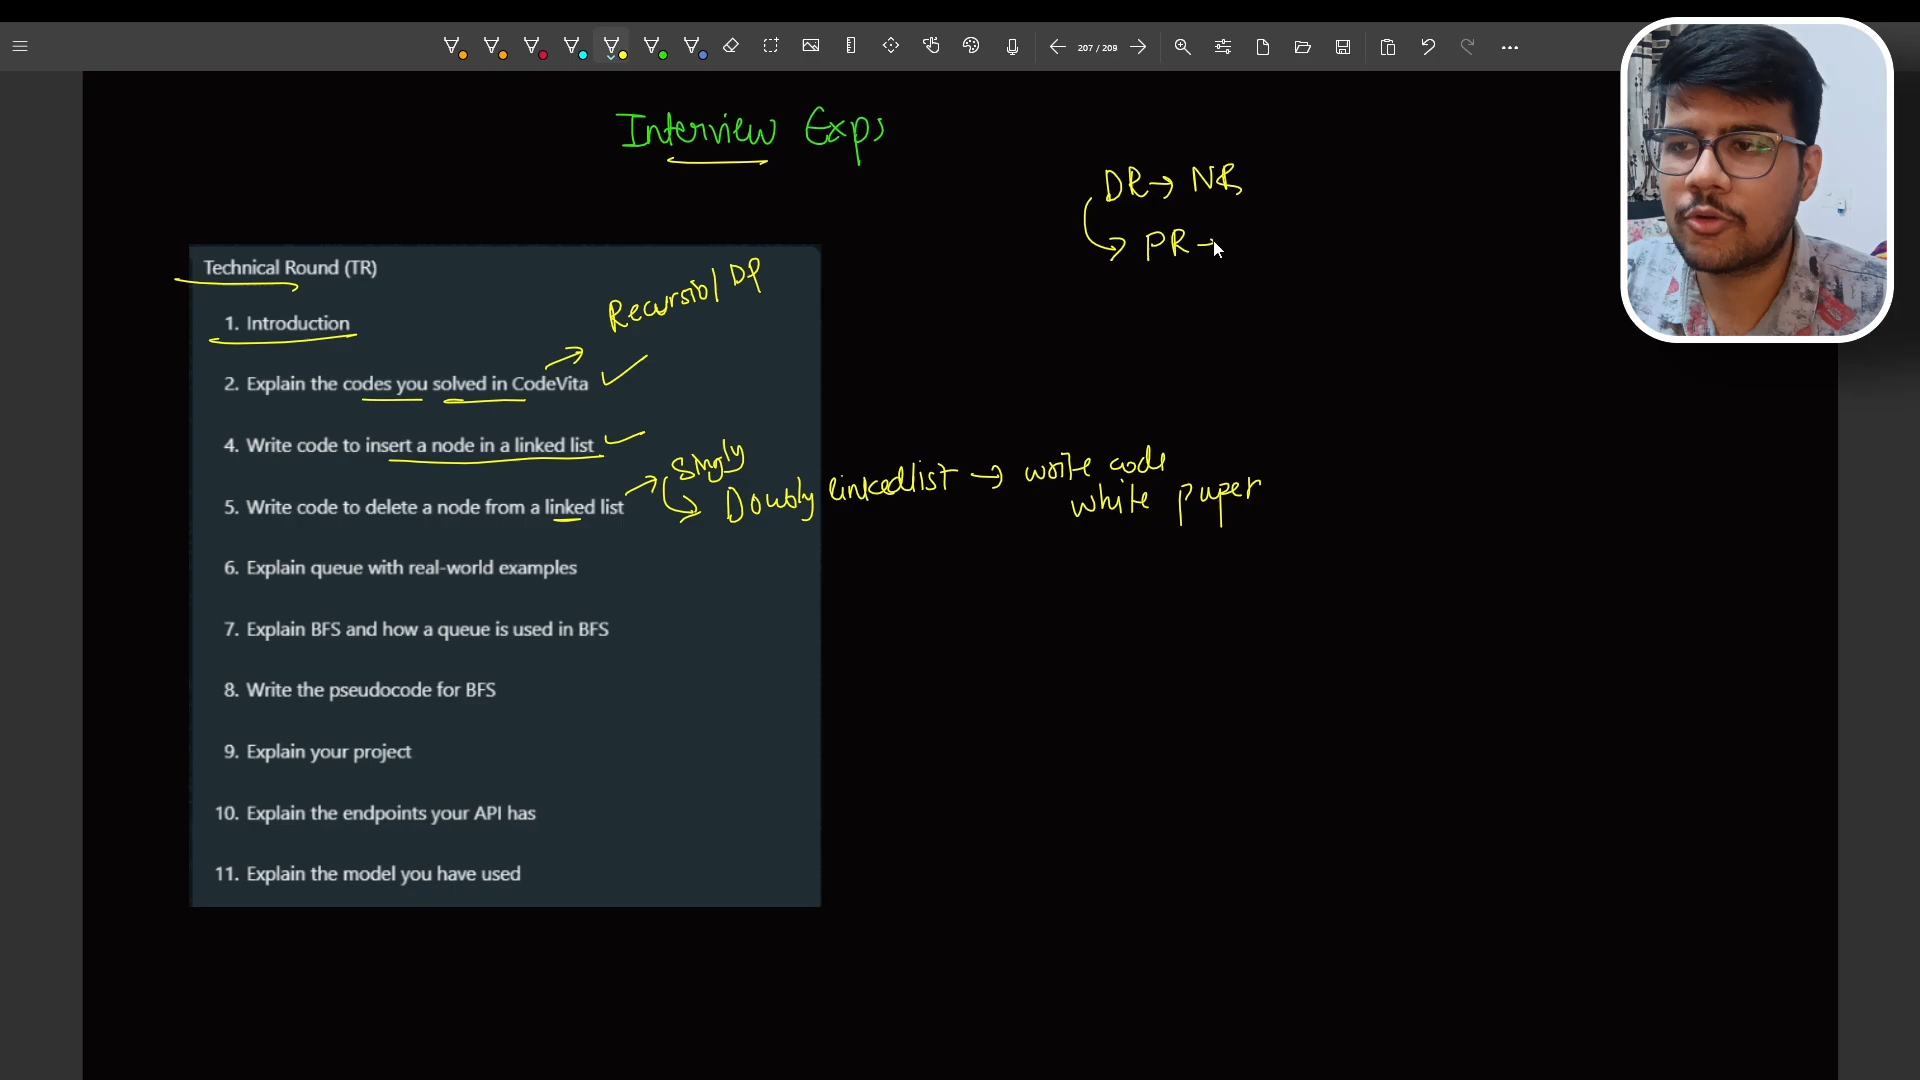 207 / 209
Interview Exps
DR → NR
→ PR →
Technical Round (TR)
Recursio/ DP
1. Introduction
2. Explain the codes you solved in CodeVita
4. Write code to insert a node in a linked list
Singly
5. Write code to delete a node from a linked list
Doubly linkedlist → write code
white paper
6. Explain queue with real-world examples
7. Explain BFS and how a queue is used in BFS
8. Write the pseudocode for BFS
9. Explain your project
10. Explain the endpoints your API has
11. Explain the model you have used